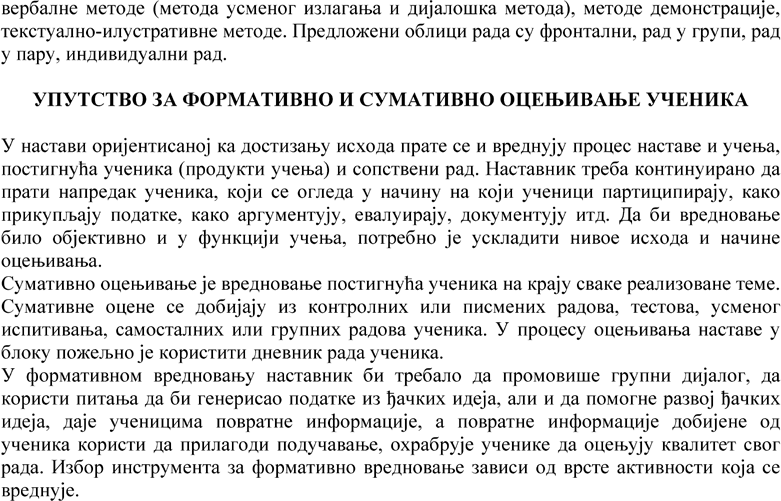 вербалне методе (метода усменог излагања и дијалошка метода), методе демонстрације,
текстуално-илустративне методе. Предложени облици рада су фронтални, рад у групи, рад
у пару, индивидуални рад.
УПУТСТВО ЗА ФОРМАТИВНО И СУМАТИВНО ОЦЕЊИВАЊЕ УЧЕНИКА
У настави оријентисаној ка достизању исхода прате се и вреднују процес наставе и учења,
постигнућа ученика (продукти учења) и сопствени рад. Наставник треба континуирано да
прати напредак ученика, који се огледа у начину на који ученици партиципирају, како
прикупљају податке, како аргументују, евалуирају, документују итд. Да би вредновање
било објективно и у функцији учења, потребно је ускладити нивое исхода и начине
оцењивања.
Сумативно оцењивање је вредновање постигнућа ученика на крају сваке реализоване теме.
Сумативне оцене се добијају из контролних или писмених радова, тестова, усменог
испитивања, самосталних или групних радова ученика. У процесу оцењивања наставе у
блоку пожељно је користити дневник рада ученика.
У формативном вредновању наставник би требало да промовише групни дијалог, да
користи питања да би генерисао податке из ђачких идеја, али и да помогне развој ђачких
идеја, даје ученицима повратне информације, а повратне информације добијене од
ученика користи да прилагоди подучавање, охрабрује ученике да оцењују квалитет свог
рада. Избор инструмента за формативно вредновање зависи од врсте активности која се
вреднује.